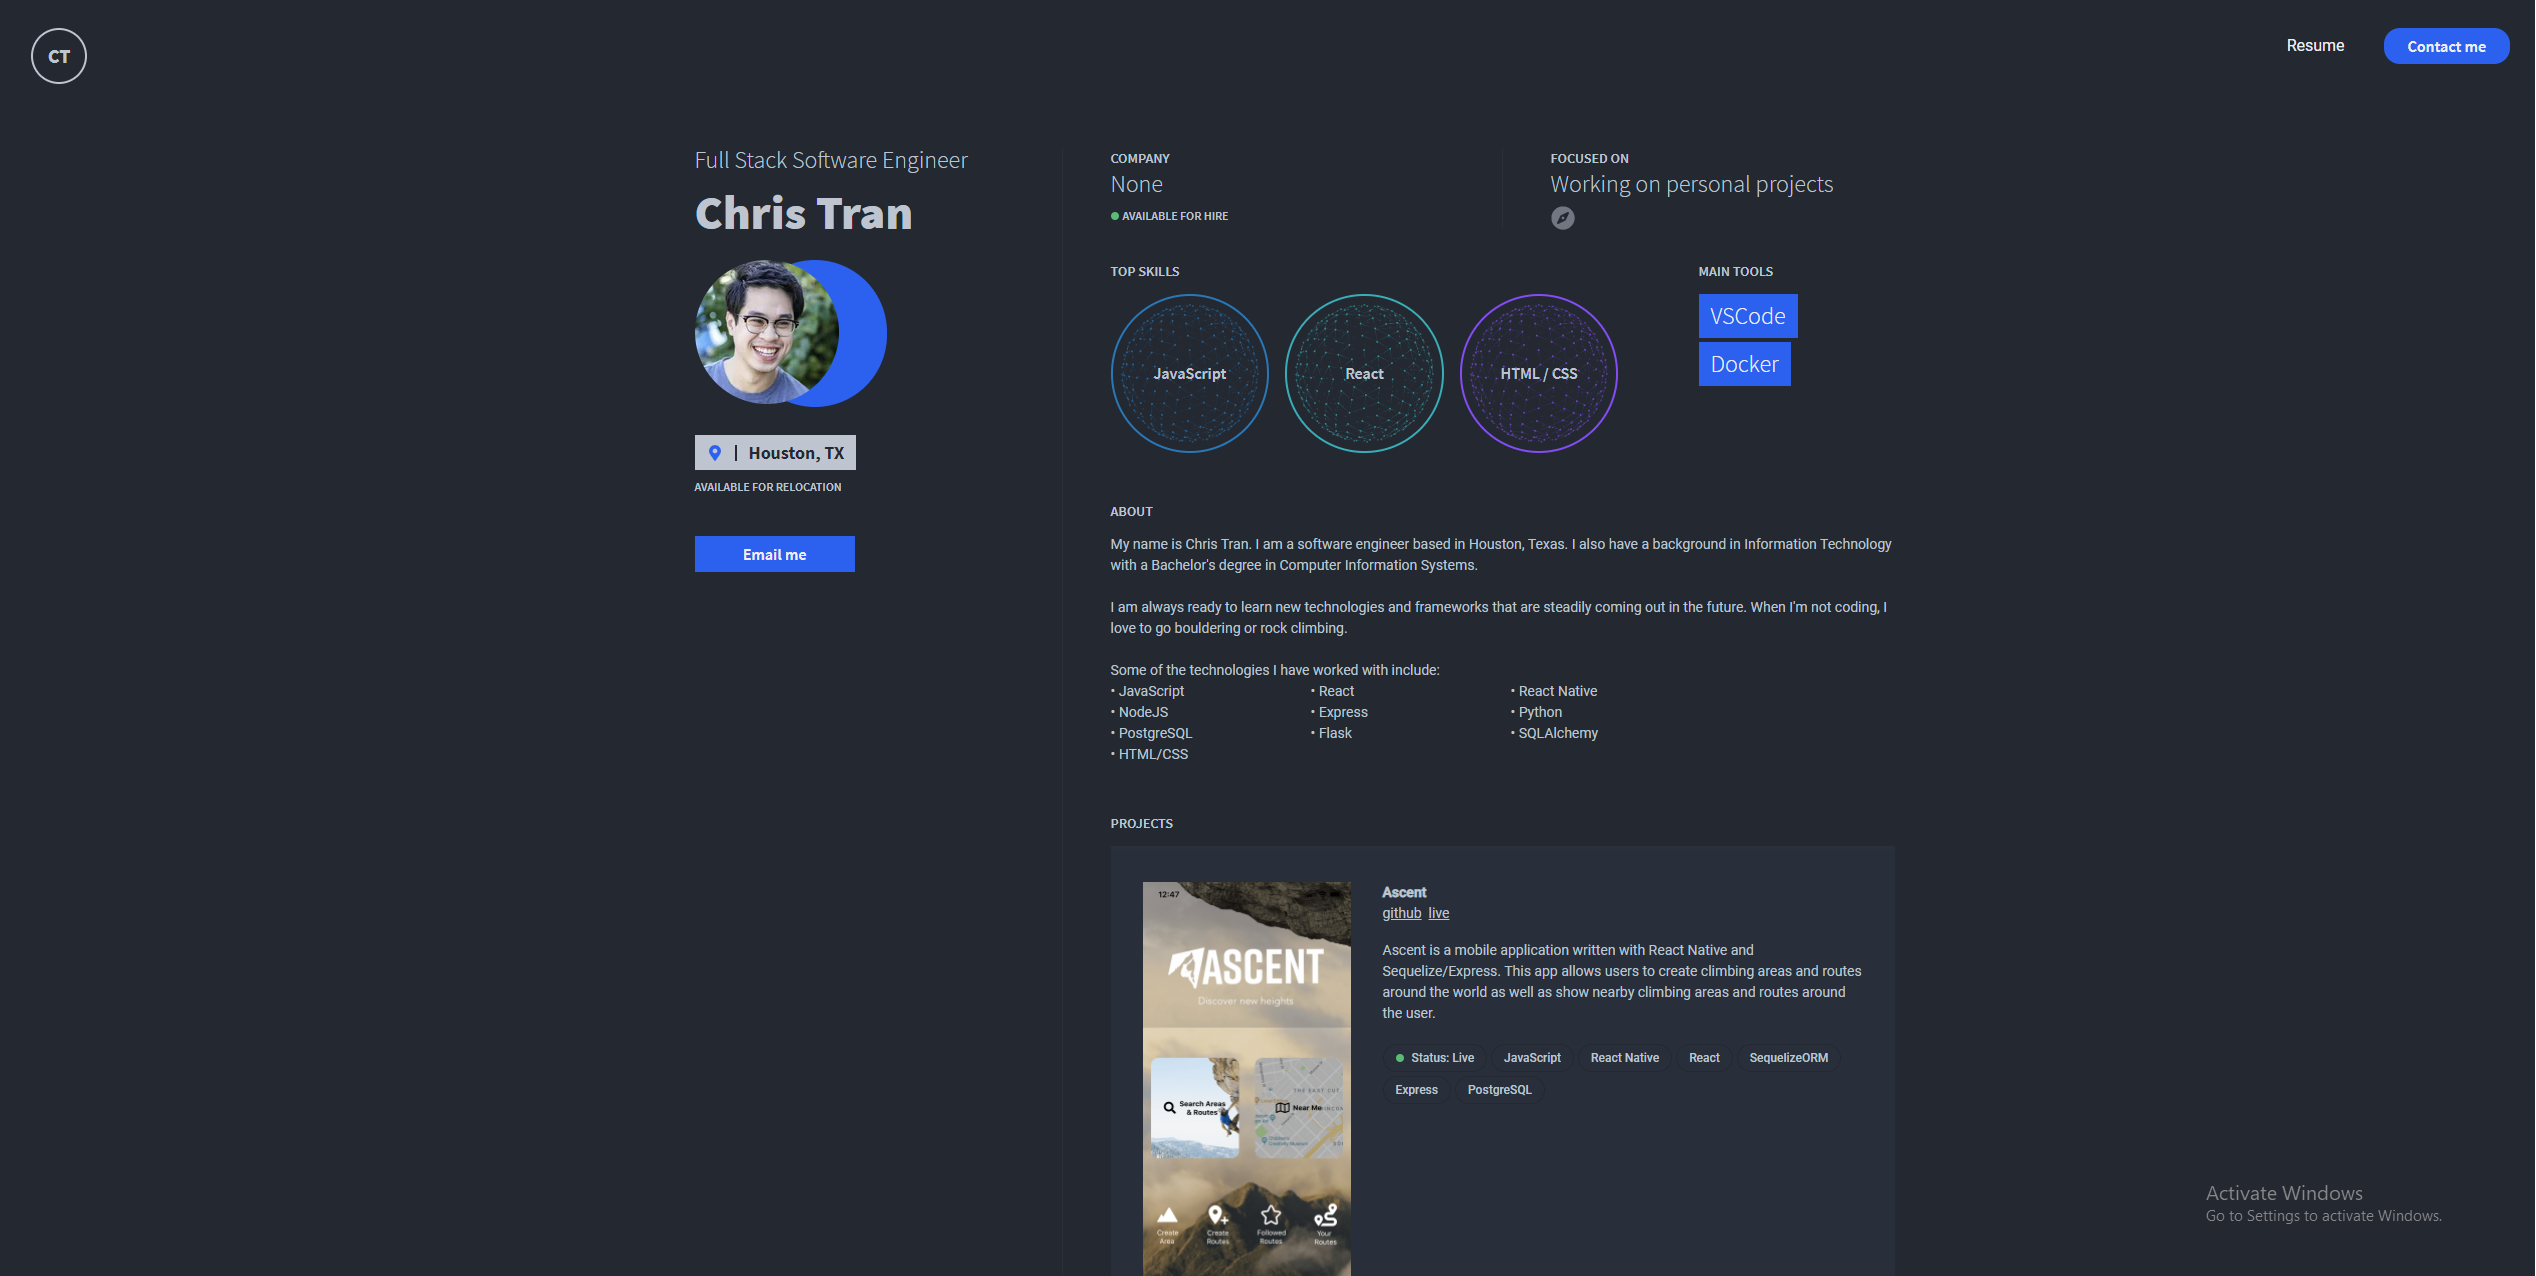 CT
Resume
Contact me
Full Stack Software Engineer
Chris Tran
Houston, TX
AVAILABLE FOR RELOCATION
Email me
COMPANY
None
AVAILABLE FOR HIRE
FOCUSED ON
Working on personal projects
TOP SKILLS
JavaScript
React
HTML / CSS
MAIN TOOLS
VSCode
Docker
ABOUT
My name is Chris Tran. I am a software engineer based in Houston, Texas. I also have a background in Information Technology
with a Bachelor's degree in Computer Information Systems.
I am always ready to learn new technologies and frameworks that are steadily coming out in the future. When I'm not coding, I
love to go bouldering or rock climbing.
Some of the technologies I have worked with include:
• JavaScript
• React
• React Native
• NodeJS
• Express
• Python
• PostgreSQL
• Flask
• SQLAlchemy
• HTML/CSS
PROJECTS
12:47
ASCENT
Discover new heights
Search Areas
& Routes
THE EAST CUT
Near Me
Create
Area
Create
Routes
Followed
Routes
Your
Routes
Ascent
github live
Ascent is a mobile application written with React Native and
Sequelize/Express. This app allows users to create climbing areas and routes
around the world as well as show nearby climbing areas and routes around
the user.
Status: Live
JavaScript
React Native
React
SequelizeORM
Express
PostgreSQL
Activate Windows
Go to Settings to activate Windows.